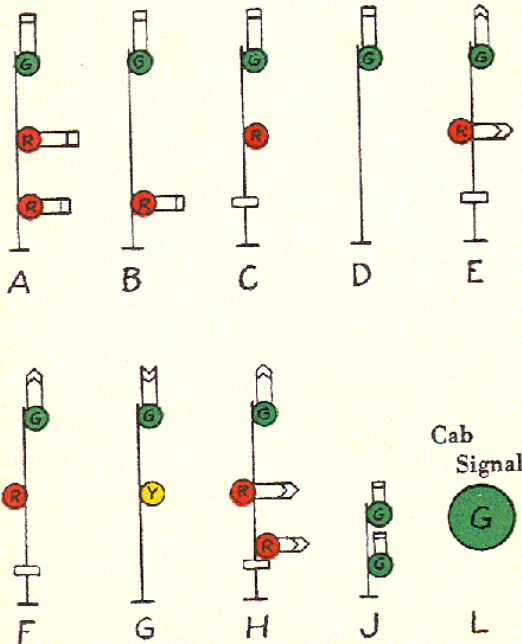 G G G G G
R R R
R R
A B C D E
G G G
Cab
Signal
R Y R
G G
R
G
F G H J L